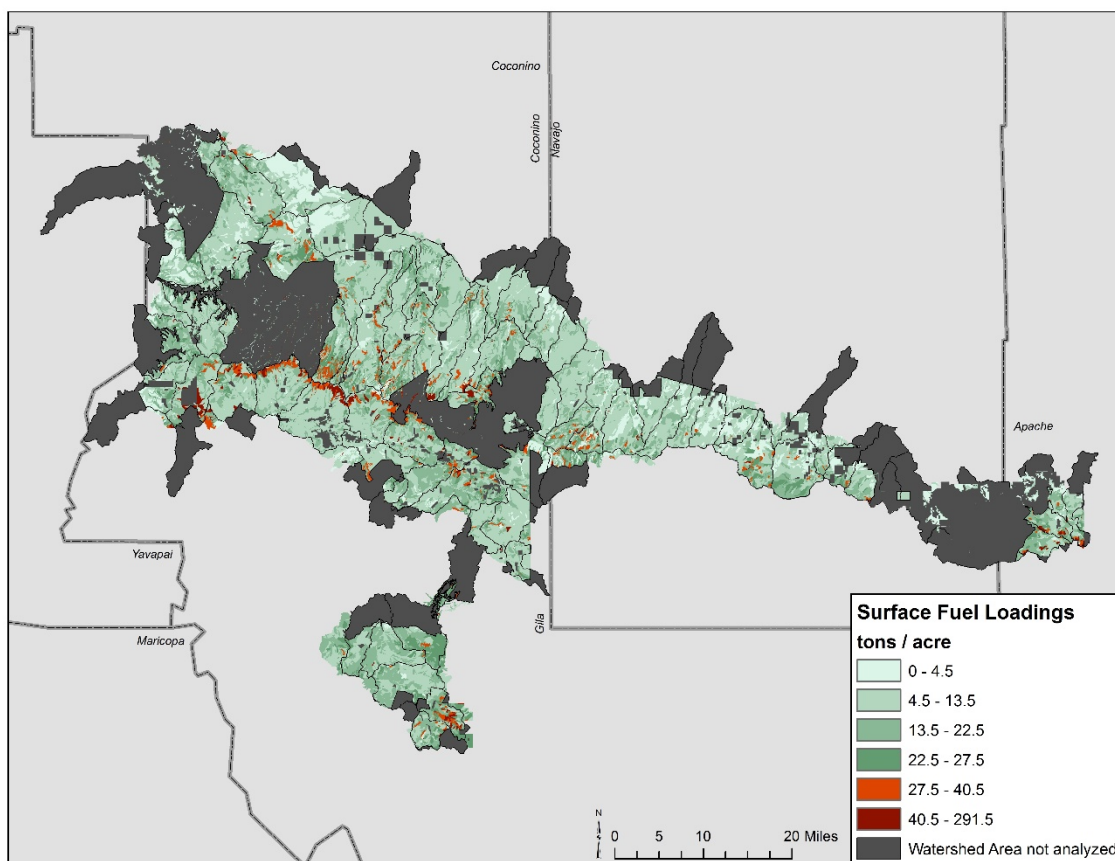 Coconino
Coconino
Navajo
Apache
Yavapai
Maricopa
Gila
Surface Fuel Loadings
tons / acre
0 - 4.5
4.5 - 13.5
13.5 - 22.5
22.5 - 27.5
27.5 - 40.5
40.5 - 291.5
Watershed Area not analyzed
N
0 5 10 20 Miles